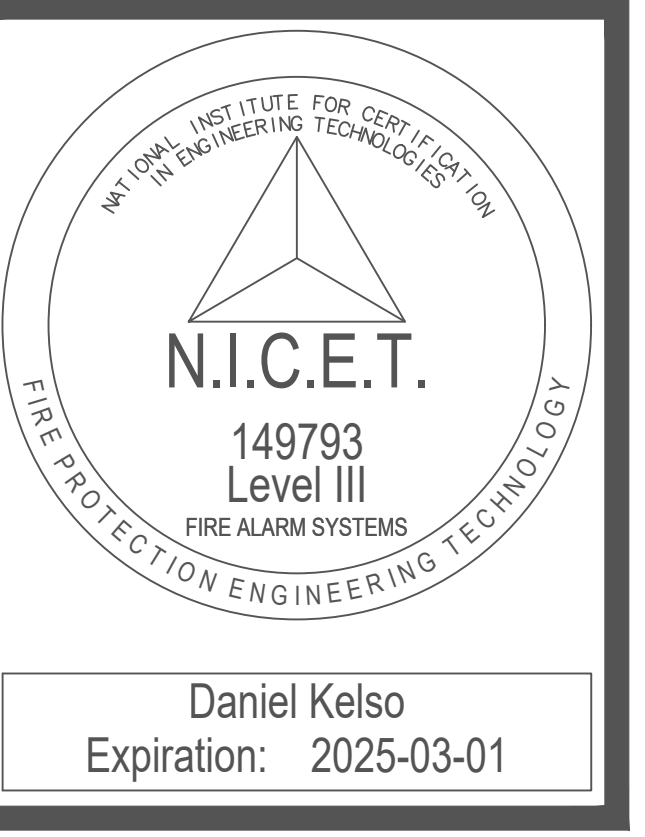 NATIONAL INSTITUTE FOR CERTIFICATION
IN ENGINEERING TECHNOLOGIES
N.I.C.E.T.
149793
Level III
FIRE ALARM SYSTEMS
FIRE PROTECTION ENGINEERING TECHNOLOGY
Daniel Kelso
Expiration: 2025-03-01